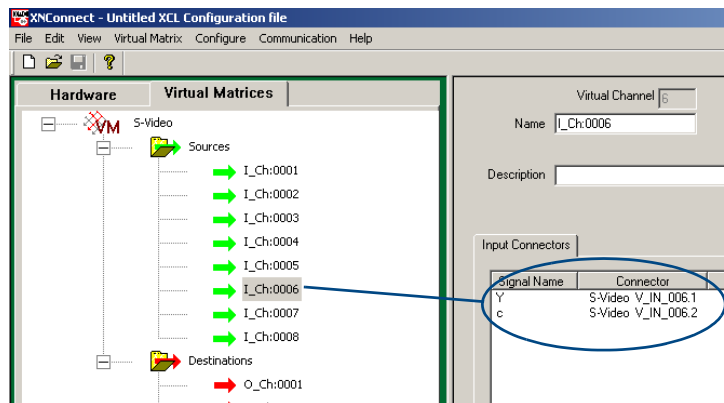 XNConnect - Untitled XCL Configuration file
File Edit View Virtual Matrix Configure Communication Help
Hardware Virtual Matrices
VM S-Video
Sources
I_Ch:0001
I_Ch:0002
I_Ch:0003
I_Ch:0004
I_Ch:0005
I_Ch:0006
I_Ch:0007
I_Ch:0008
Destinations
O_Ch:0001
Virtual Channel 6
Name I_Ch:0006
Description
Input Connectors
Signal Name Connector
Y S-Video V_IN_006.1
c S-Video V_IN_006.2